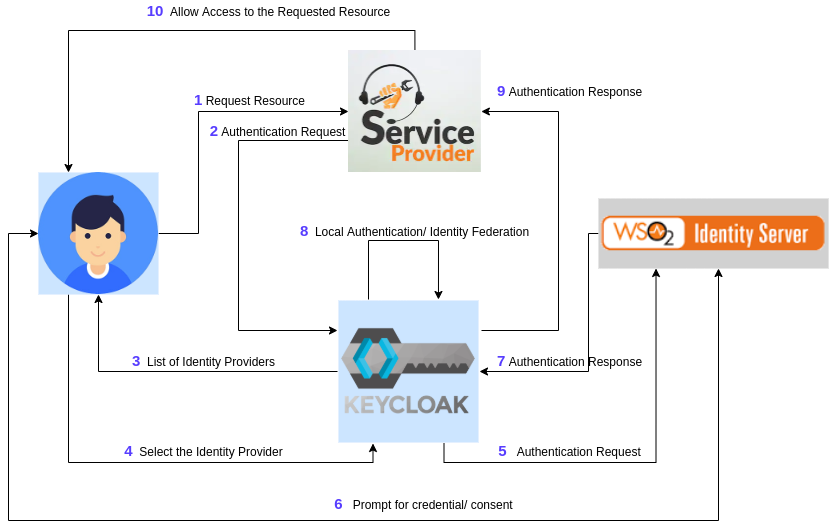 10 Allow Access to the Requested Resource
1 Request Resource
9 Authentication Response
2 Authentication Request
Service
Provider
8 Local Authentication/ Identity Federation
WSO2 Identity Server
3 List of Identity Providers
7 Authentication Response
KEYCLOAK
4 Select the Identity Provider
5 Authentication Request
6 Prompt for credential/ consent